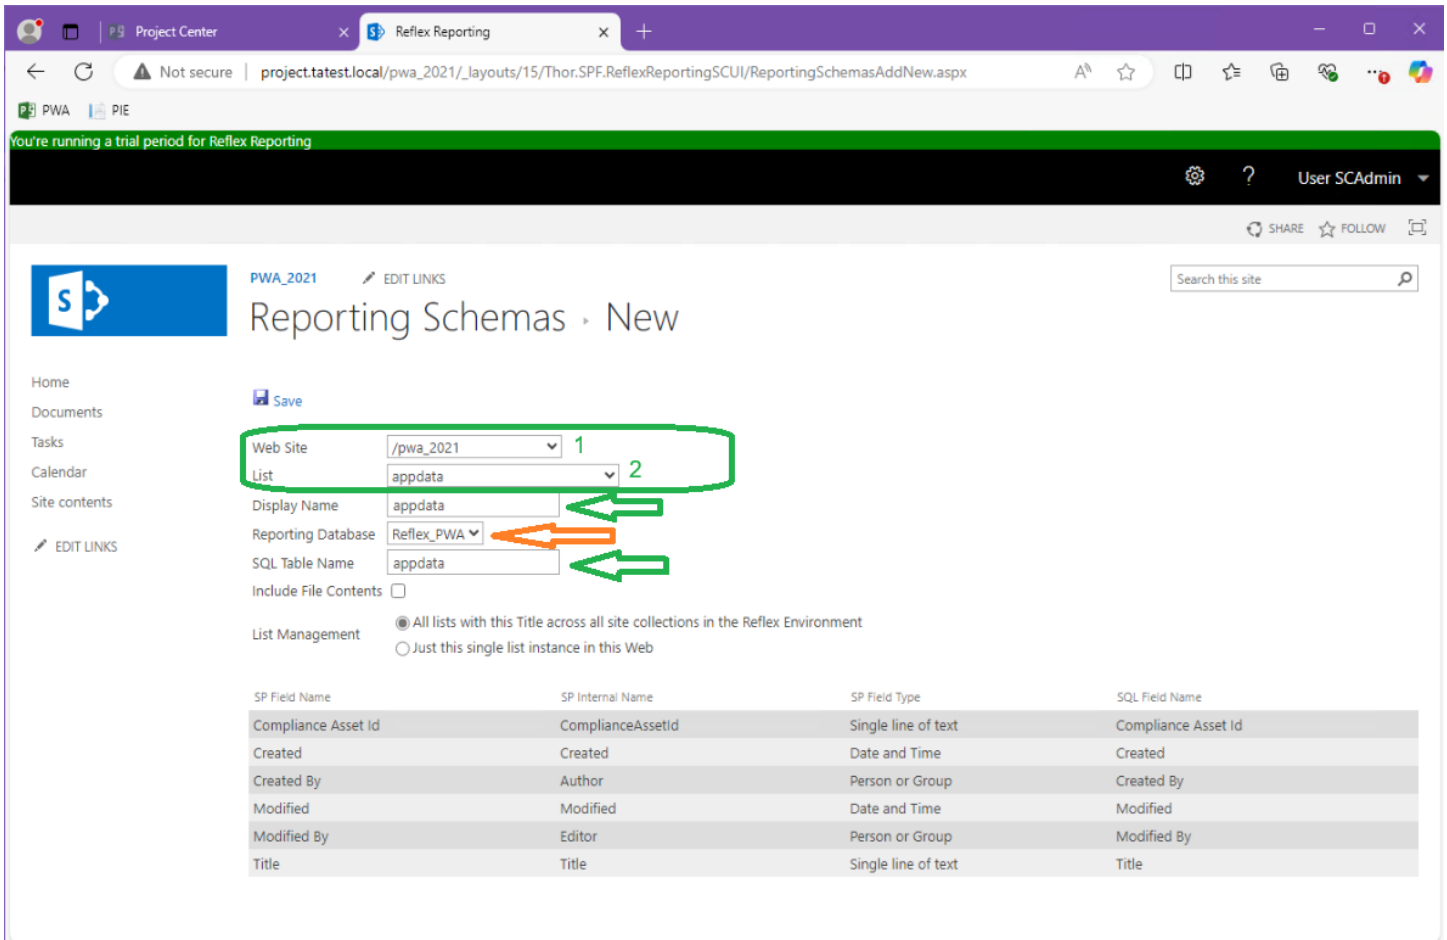 Project Center
Reflex Reporting
Not secure project.tatest.local/pwa_2021/_layouts/15/Thor.SPF.ReflexReportingSCUI/ReportingSchemasAddNew.aspx
PWA PIE
You're running a trial period for Reflex Reporting
? User SCAdmin
SHARE FOLLOW
S
PWA_2021 EDIT LINKS
Search this site
Reporting Schemas New
Home
Documents
Tasks
Calendar
Site contents
EDIT LINKS
Save
Web Site /pwa_2021 1
List appdata 2
Display Name appdata
Reporting Database Reflex_PWA
SQL Table Name appdata
Include File Contents
List Management
All lists with this Title across all site collections in the Reflex Environment
Just this single list instance in this Web
SP Field Name SP Internal Name SP Field Type SQL Field Name
Compliance Asset Id ComplianceAssetId Single line of text Compliance Asset Id
Created Created Date and Time Created
Created By Author Person or Group Created By
Modified Modified Date and Time Modified
Modified By Editor Person or Group Modified By
Title Title Single line of text Title